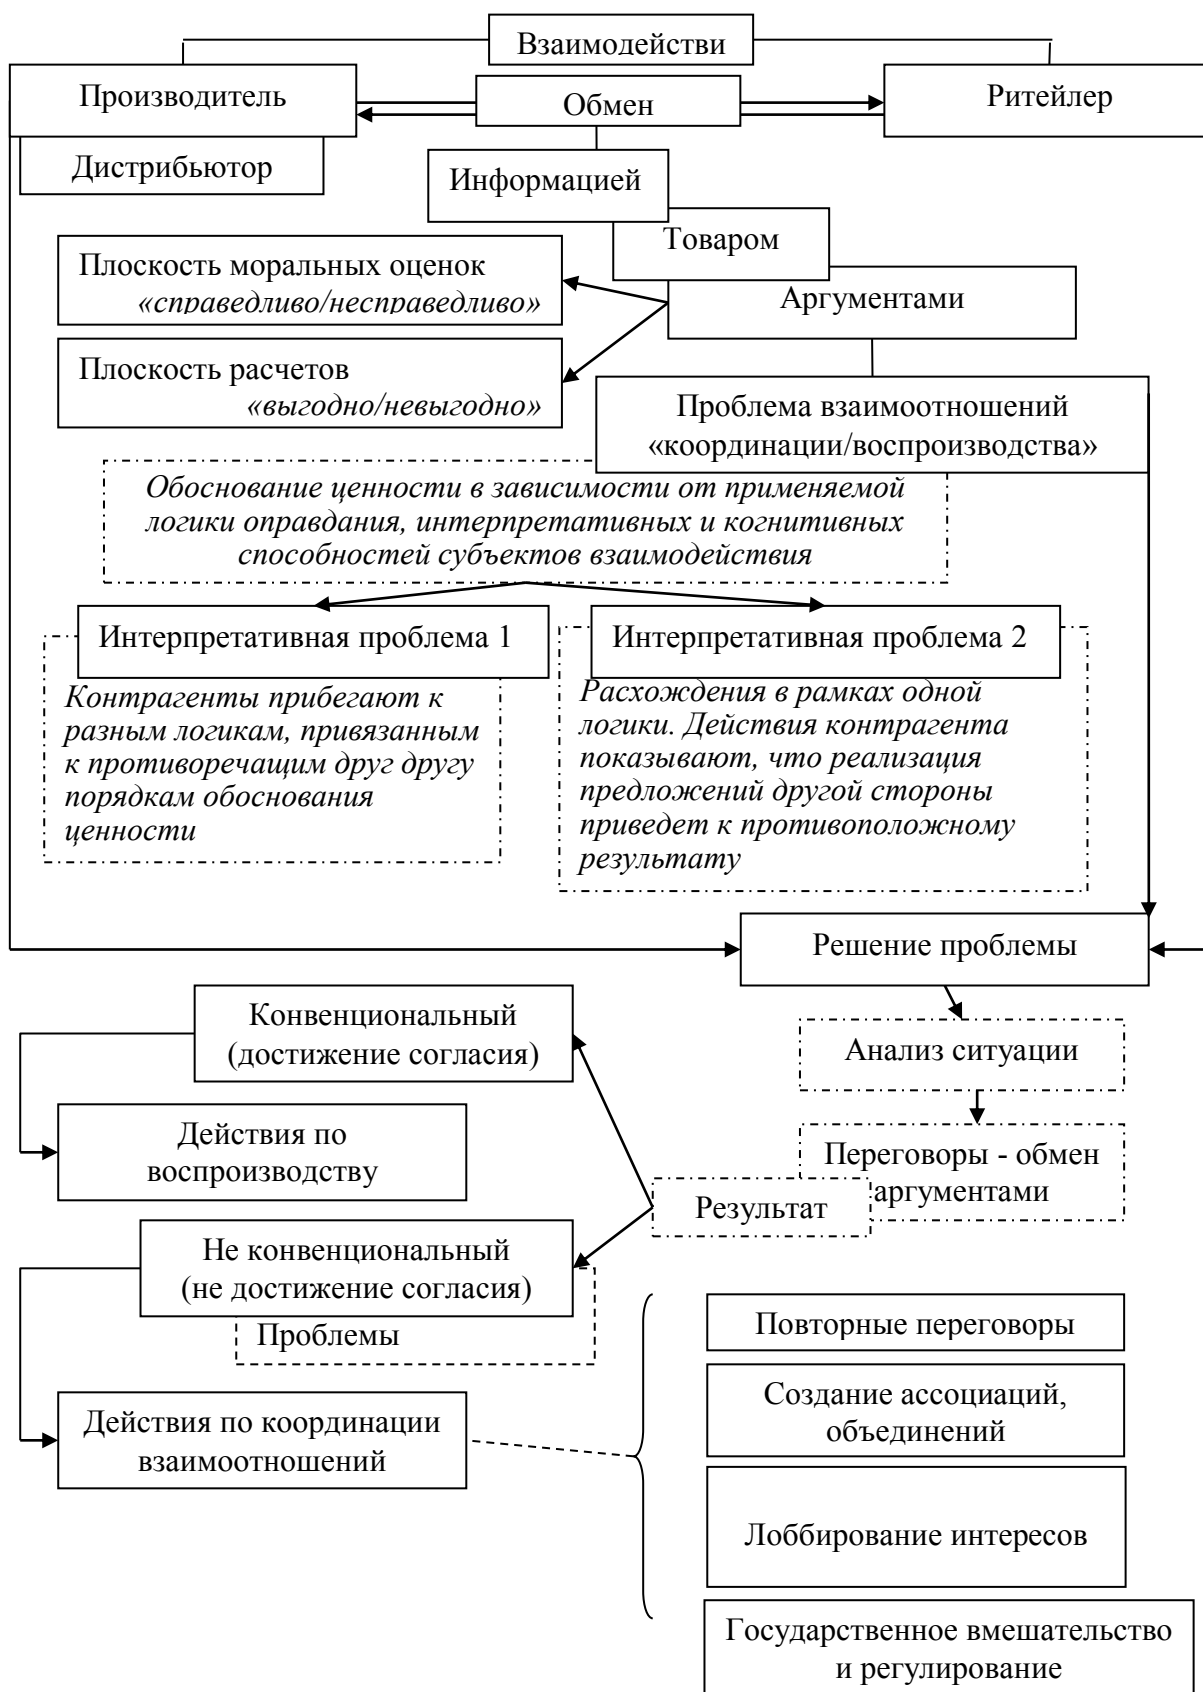 Взаимодействи
Производитель
Обмен
Ритейлер
Дистрибьютор
Информацией
Товаром
Плоскость моральных оценок
«справедливо/несправедливо»
Аргументами
Плоскость расчетов
«выгодно/невыгодно»
Проблема взаимоотношений
«координации/воспроизводства»
Обоснование ценности в зависимости от применяемой
логики оправдания, интерпретативных и когнитивных
способностей субъектов взаимодействия
Интерпретативная проблема 1
Контрагенты прибегают к
разным логикам, привязанным
к противоречащим друг другу
порядкам обоснования
ценности
Интерпретативная проблема 2
Расхождения в рамках одной
логики. Действия контрагента
показывают, что реализация
предложений другой стороны
приведет к противоположному
результату
Решение проблемы
Анализ ситуации
Переговоры - обмен
аргументами
Результат
Конвенциональный
(достижение согласия)
Действия по
воспроизводству
Не конвенциональный
(не достижение согласия)
Проблемы
Действия по координации
взаимоотношений
Повторные переговоры
Создание ассоциаций,
объединений
Лоббирование интересов
Государственное вмешательство
и регулирование